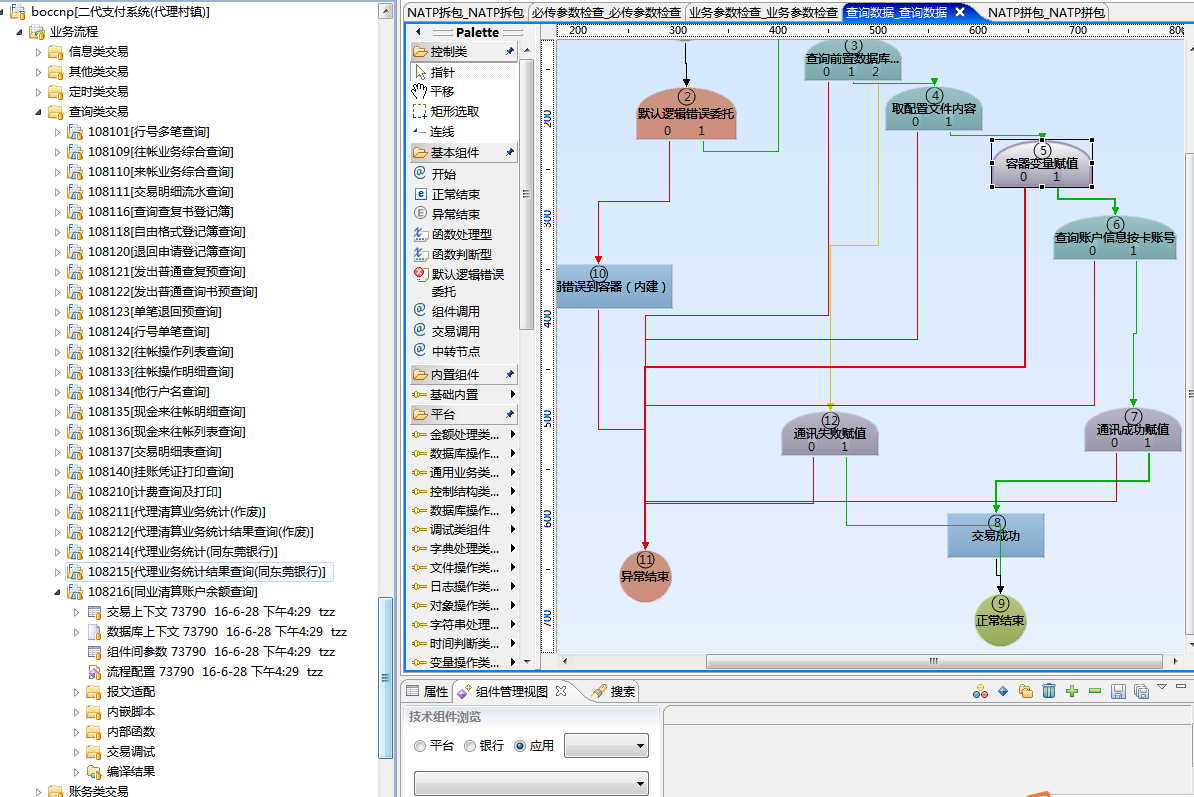 boccnp[二代支付系统(代理村镇)]
业务流程
信息类交易
其他类交易
定时类交易
查询类交易
108101[行号多笔查询]
108109[往帐业务综合查询]
108110[来帐业务综合查询]
108111[交易明细流水查询]
108116[查询查复书登记簿]
108118[自由格式登记簿查询]
108120[退回申请登记簿查询]
108121[发出普通查复预查询]
108122[发出普通查询书预查询]
108123[单笔退回预查询]
108124[行号单笔查询]
108132[往帐操作列表查询]
108133[往帐操作明细查询]
108134[他行户名查询]
108135[现金来往帐明细查询]
108136[现金来往帐列表查询]
108137[交易明细表查询]
108140[挂账凭证打印查询]
108210[计费查询及打印]
108211[代理清算业务统计(作废)]
108212[代理清算业务统计结果查询(作废)]
108214[代理业务统计(同东莞银行)]
108215[代理业务统计结果查询(同东莞银行)]
108216[同业清算账户余额查询]
交易上下文 73790 16-6-28 下午4:29 tzz
数据库上下文 73790 16-6-28 下午4:29 tzz
组件间参数 73790 16-6-28 下午4:29 tzz
流程配置 73790 16-6-28 下午4:29 tzz
报文适配
内嵌脚本
内部函数
交易调试
编译结果
账务类交易
NATP拆包_NATP拆包
必传参数检查_必传参数检查
业务参数检查_业务参数检查
查询数据_查询数据
NATP拼包_NATP拼包
Palette
控制类
指针
平移
矩形选取
连线
基本组件
开始
正常结束
异常结束
函数处理型
函数判断型
默认逻辑错误
委托
组件调用
交易调用
中转节点
内置组件
基础内置
平台
金额处理类...
数据库操作...
通用业务类...
控制结构类...
数据库操作...
调试类组件
字典处理类...
文件操作类...
日志操作类...
对象操作类...
字符串处理...
时间判断类...
变量操作类...
200 300 400 500 600 700 800
200
300
400
500
600
700
3
查询前置数据库...
0 1 2
2
默认逻辑错误委托
0 1
4
取配置文件内容
0 1
5
容器变量赋值
0 1
6
查询账户信息按卡账号
0 1
10
错误到容器（内建）
12
通讯失败赋值
0 1
7
通讯成功赋值
0 1
8
交易成功
11
异常结束
9
正常结束
属性
组件管理视图
搜索
技术组件浏览
平台
银行
应用